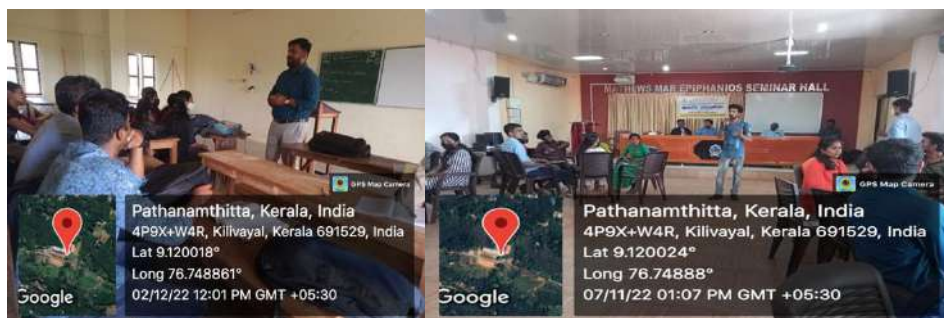 GPS Map Camera
Pathanamthitta, Kerala, India
4P9X+W4R, Kilivayal, Kerala 691529, India
Lat 9.120018°
Long 76.748861°
02/12/22 12:01 PM GMT +05:30
Google
MATHEWS MAR EPIPHANIOS SEMINAR HALL
GPS Map Camera
Pathanamthitta, Kerala, India
4P9X+W4R, Kilivayal, Kerala 691529, India
Lat 9.120024°
Long 76.74888°
07/11/22 01:07 PM GMT +05:30
Google